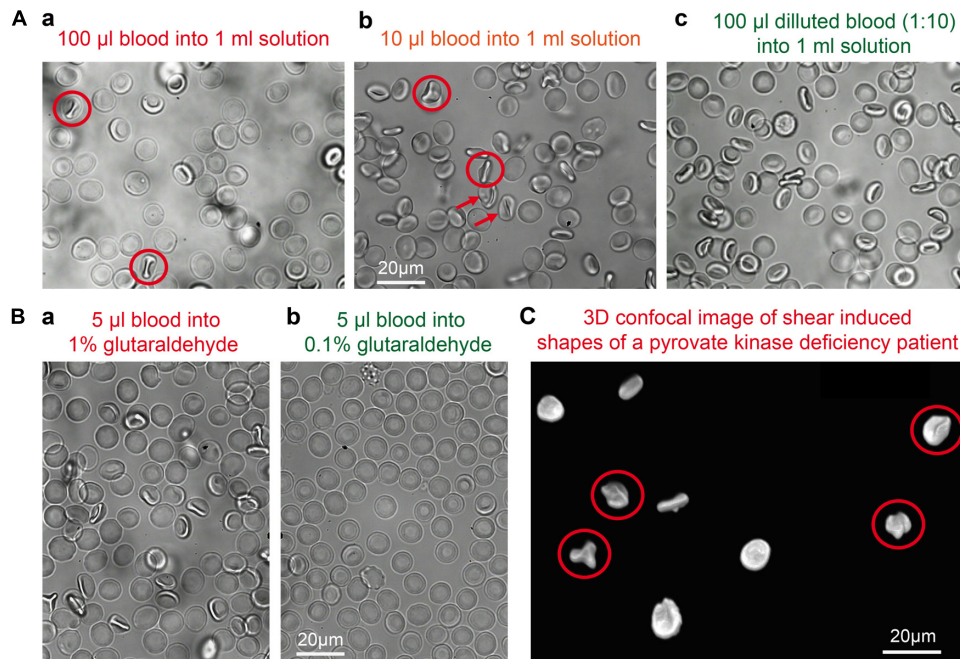 A a
100 µl blood into 1 ml solution
b
10 µl blood into 1 ml solution
20µm
c
100 µl dilluted blood (1:10)
into 1 ml solution
B a
5 µl blood into
1% glutaraldehyde
b
5 µl blood into
0.1% glutaraldehyde
20µm
C
3D confocal image of shear induced
shapes of a pyrovate kinase deficiency patient
20µm